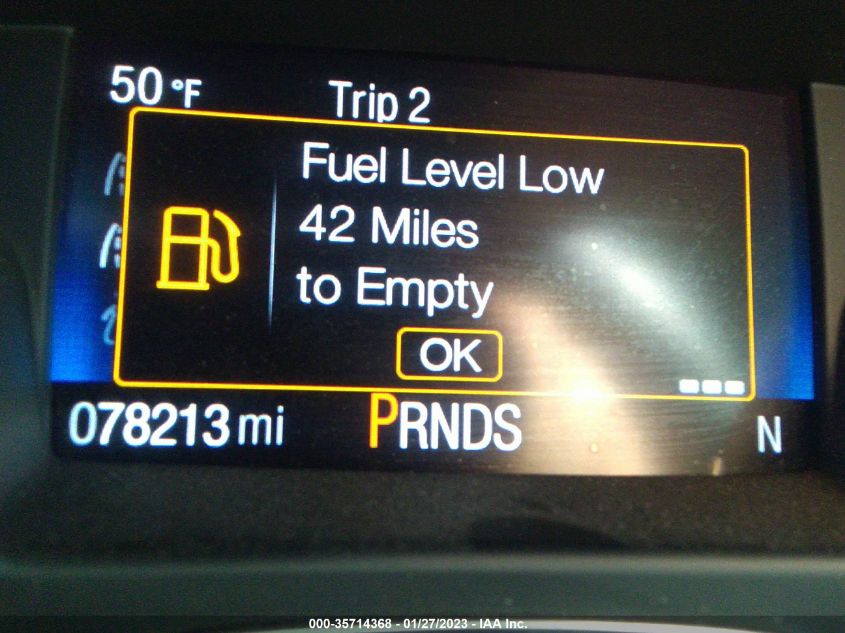 50 °F
Trip 2
Fuel Level Low
42 Miles
to Empty
OK
078213 mi
PRNDS
N
000-35714368 - 01/27/2023 - IAA Inc.